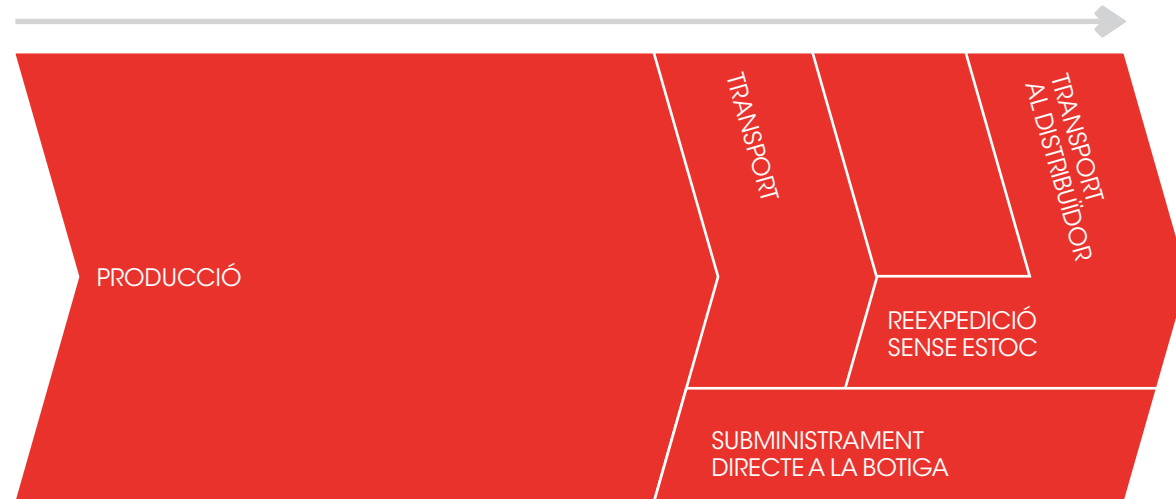 PRODUCCIÓ
TRANSPORT
TRANSPORT
AL DISTRIBUÏDOR
REEXPEDICIÓ
SENSE ESTOC
SUBMINISTRAMENT
DIRECTE A LA BOTIGA